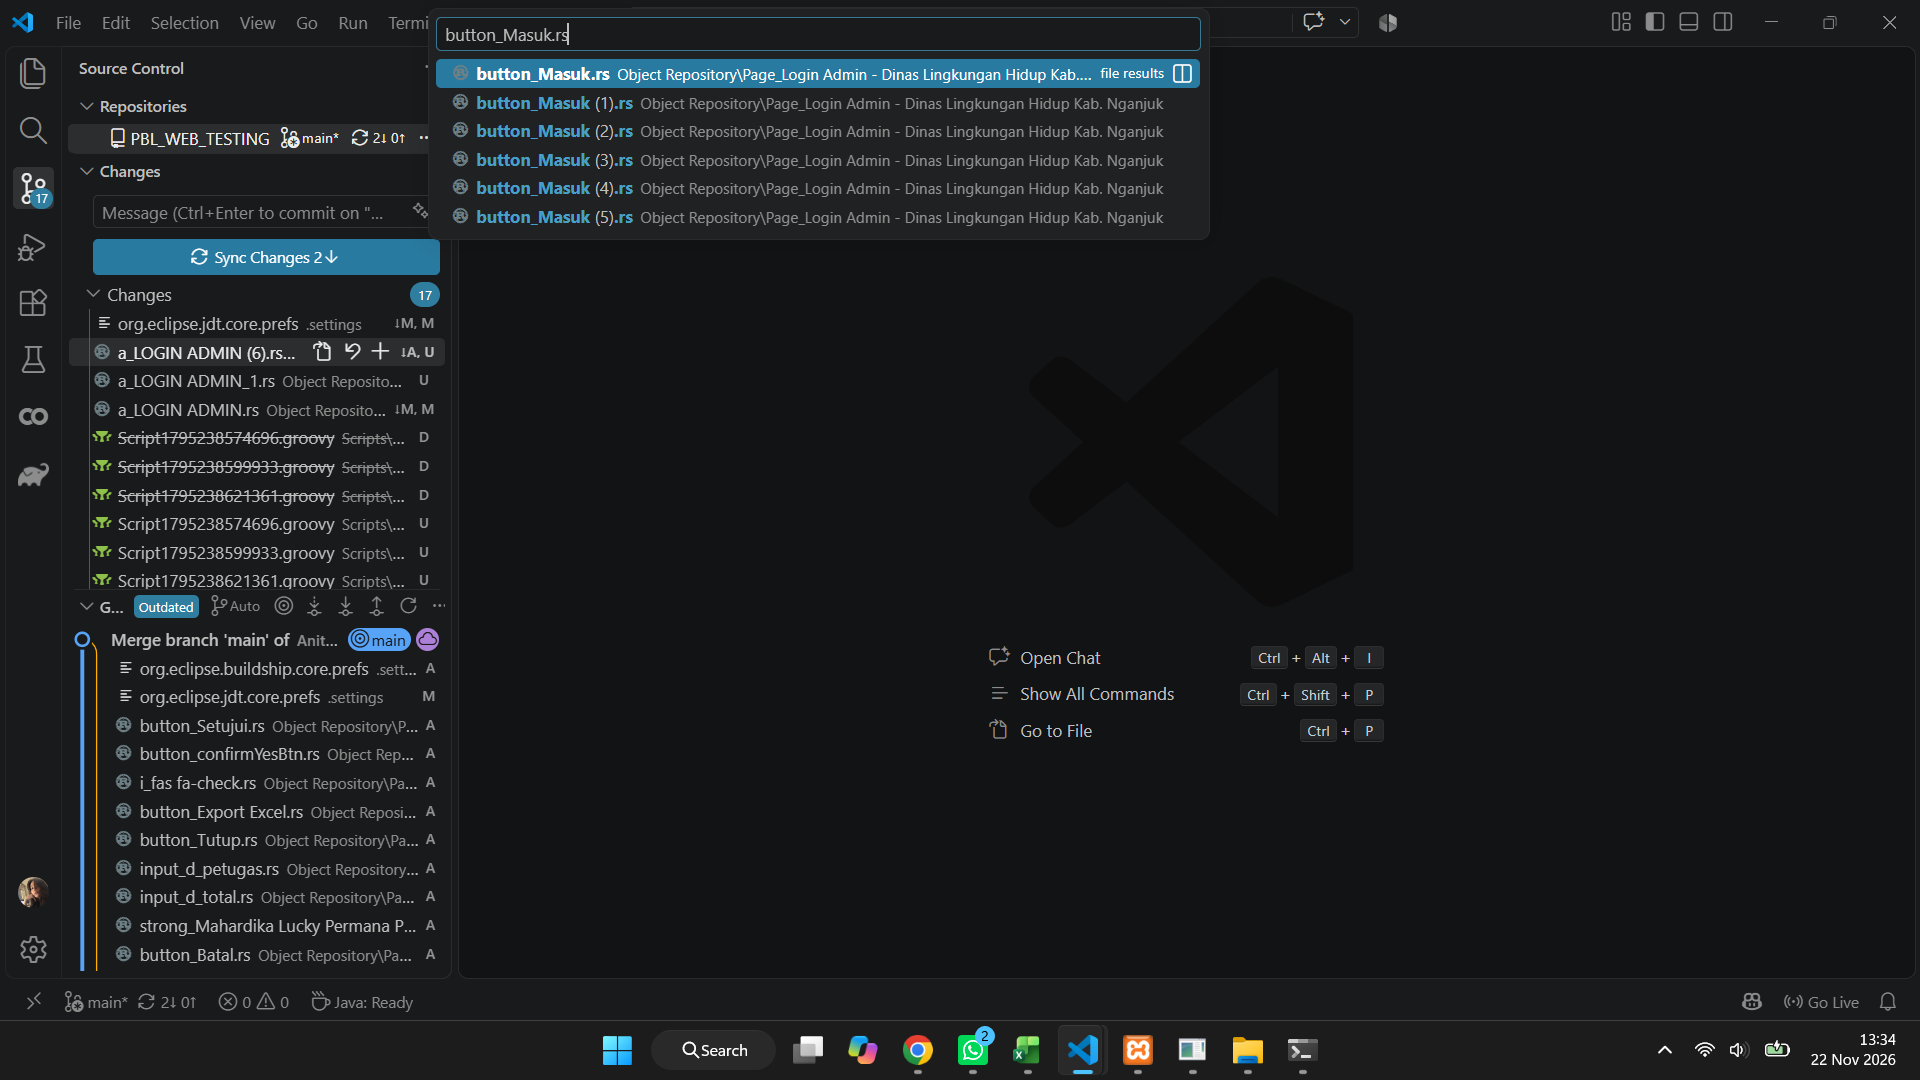 File Edit Selection View Go Run Termi
button_Masuk.rs
button_Masuk.rs Object Repository\Page_Login Admin - Dinas Lingkungan Hidup Kab.... file results
button_Masuk (1).rs Object Repository\Page_Login Admin - Dinas Lingkungan Hidup Kab. Nganjuk
button_Masuk (2).rs Object Repository\Page_Login Admin - Dinas Lingkungan Hidup Kab. Nganjuk
button_Masuk (3).rs Object Repository\Page_Login Admin - Dinas Lingkungan Hidup Kab. Nganjuk
button_Masuk (4).rs Object Repository\Page_Login Admin - Dinas Lingkungan Hidup Kab. Nganjuk
button_Masuk (5).rs Object Repository\Page_Login Admin - Dinas Lingkungan Hidup Kab. Nganjuk
Source Control
Repositories
PBL_WEB_TESTING main* 2↓ 0↑
Changes
Message (Ctrl+Enter to commit on "...
Sync Changes 2↓
Changes 17
org.eclipse.jdt.core.prefs .settings ↓M, M
a_LOGIN ADMIN (6).rs... ↓A, U
a_LOGIN ADMIN_1.rs Object Reposito... U
a_LOGIN ADMIN.rs Object Reposito... ↓M, M
Script1795238574696.groovy Scripts\... D
Script1795238599933.groovy Scripts\... D
Script1795238621361.groovy Scripts\... D
Script1795238574696.groovy Scripts\... U
Script1795238599933.groovy Scripts\... U
Script1795238621361.groovy Scripts\... U
G... Outdated Auto
Merge branch 'main' of Anit... main
org.eclipse.buildship.core.prefs .sett... A
org.eclipse.jdt.core.prefs .settings M
button_Setujui.rs Object Repository\P... A
button_confirmYesBtn.rs Object Rep... A
i_fas fa-check.rs Object Repository\Pa... A
button_Export Excel.rs Object Reposi... A
button_Tutup.rs Object Repository\Pa... A
input_d_petugas.rs Object Repository... A
input_d_total.rs Object Repository\Pa... A
strong_Mahardika Lucky Permana P... A
button_Batal.rs Object Repository\Pa... A
17
Open Chat Ctrl + Alt + I
Show All Commands Ctrl + Shift + P
Go to File Ctrl + P
main* 2↓ 0↑ 0 0 Java: Ready
Go Live
Search
2
13:34
22 Nov 2026